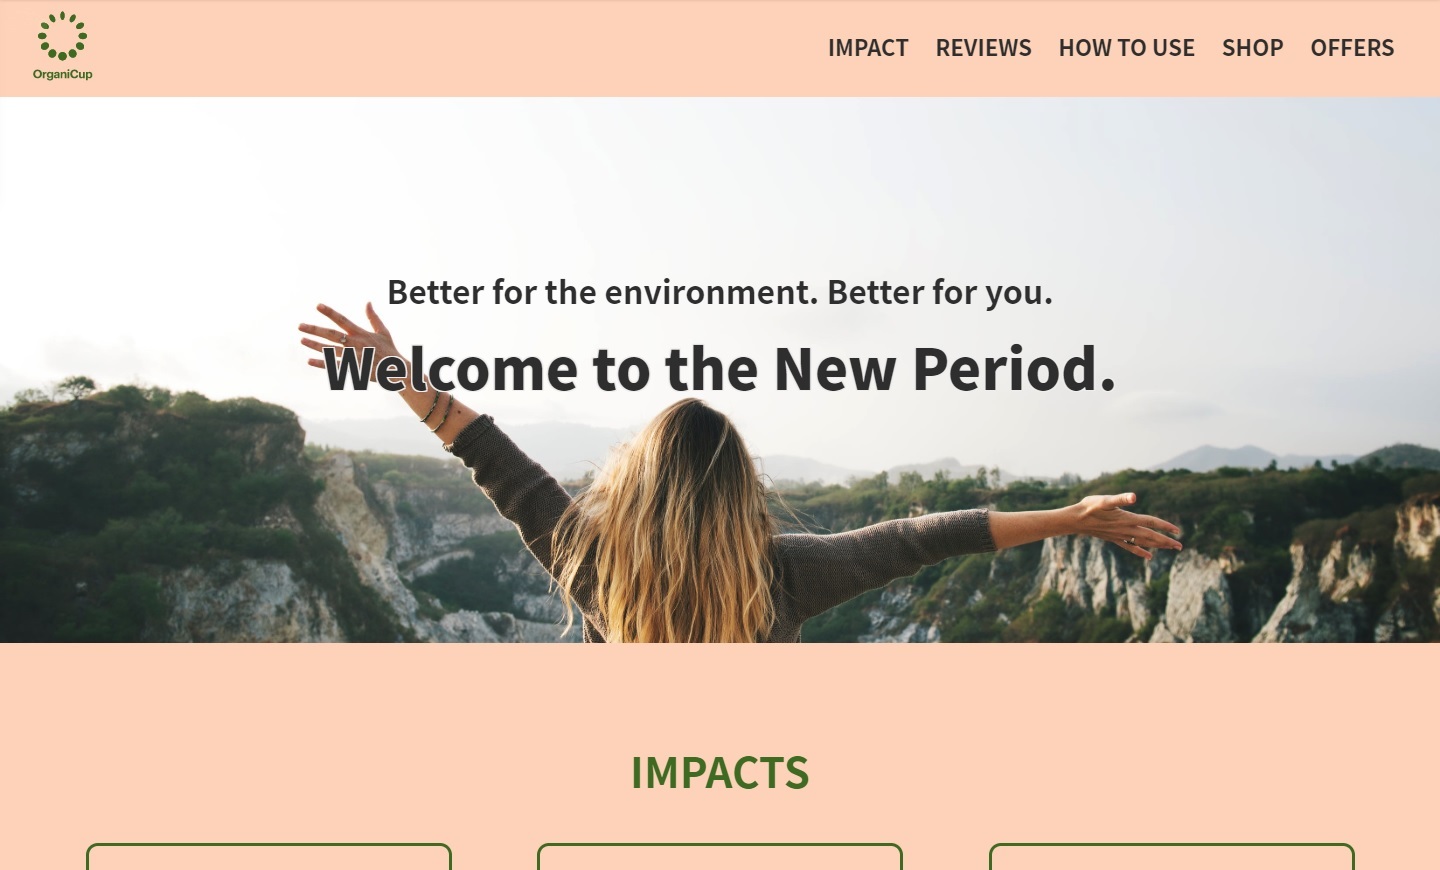 OrganiCup
IMPACT REVIEWS HOW TO USE SHOP OFFERS
Better for the environment. Better for you.
Welcome to the New Period.
IMPACTS